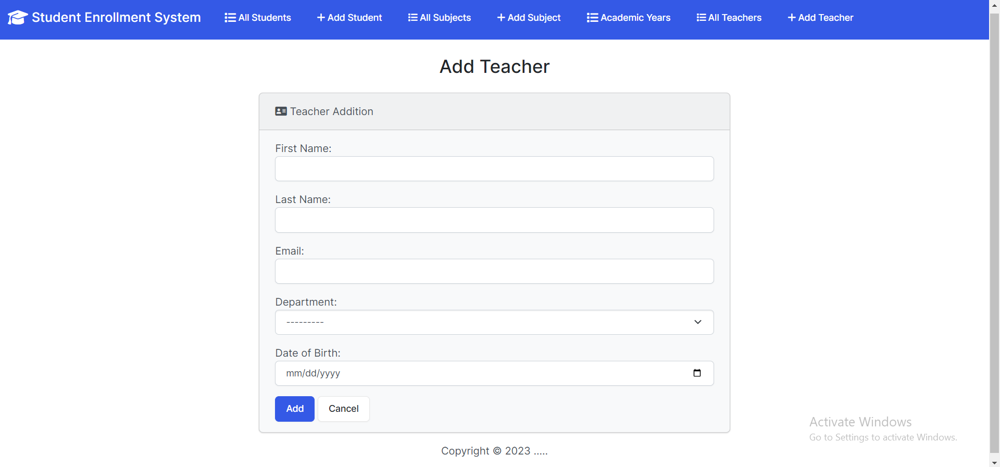 Student Enrollment System All Students Add Student All Subjects Add Subject Academic Years All Teachers Add Teacher
Add Teacher
Teacher Addition
First Name:
Last Name:
Email:
Department:
---------
Date of Birth:
mm/dd/yyyy
Add Cancel
Activate Windows
Go to Settings to activate Windows.
Copyright © 2023 .....